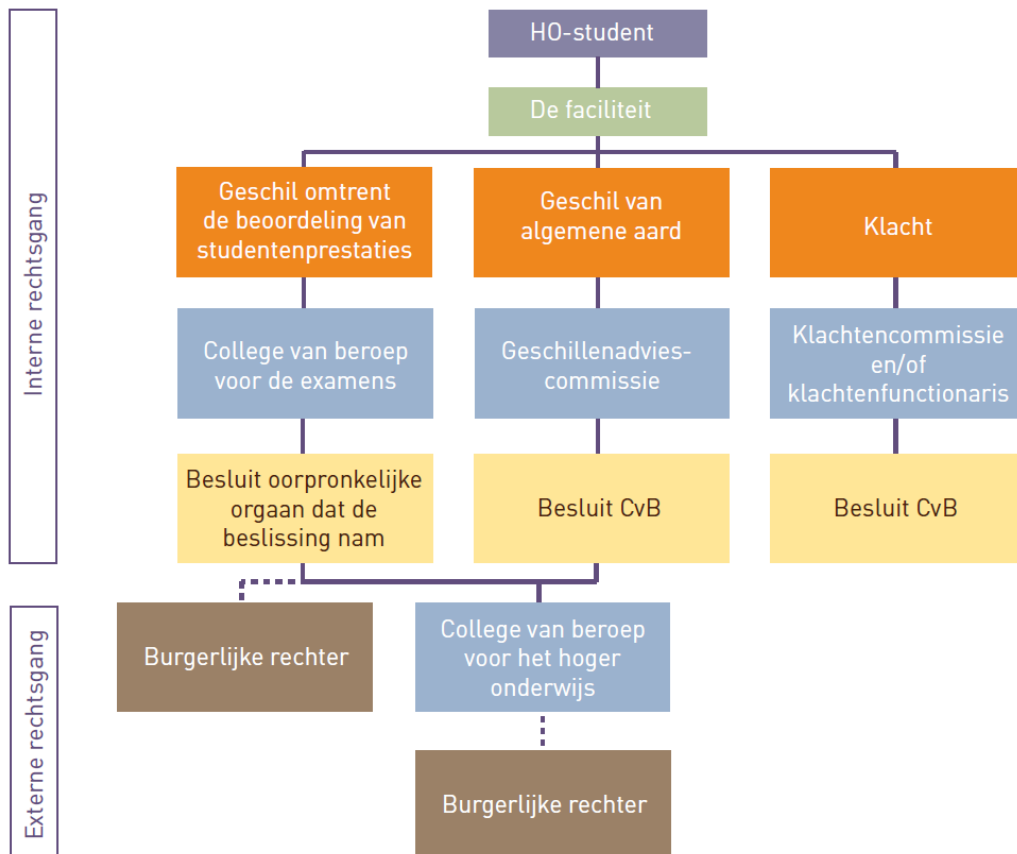 Interne rechtsgang
HO-student
De faciliteit
Geschil omtrent
de beoordeling van
studentenprestaties
Geschil van
algemene aard
Klacht
College van beroep
voor de examens
Geschillenadvies-
commissie
Klachtencommissie
en/of
klachtenfunctionaris
Besluit oorpronkelijke
orgaan dat de
beslissing nam
Besluit CvB
Besluit CvB
Externe rechtsgang
Burgerlijke rechter
College van beroep
voor het hoger
onderwijs
Burgerlijke rechter